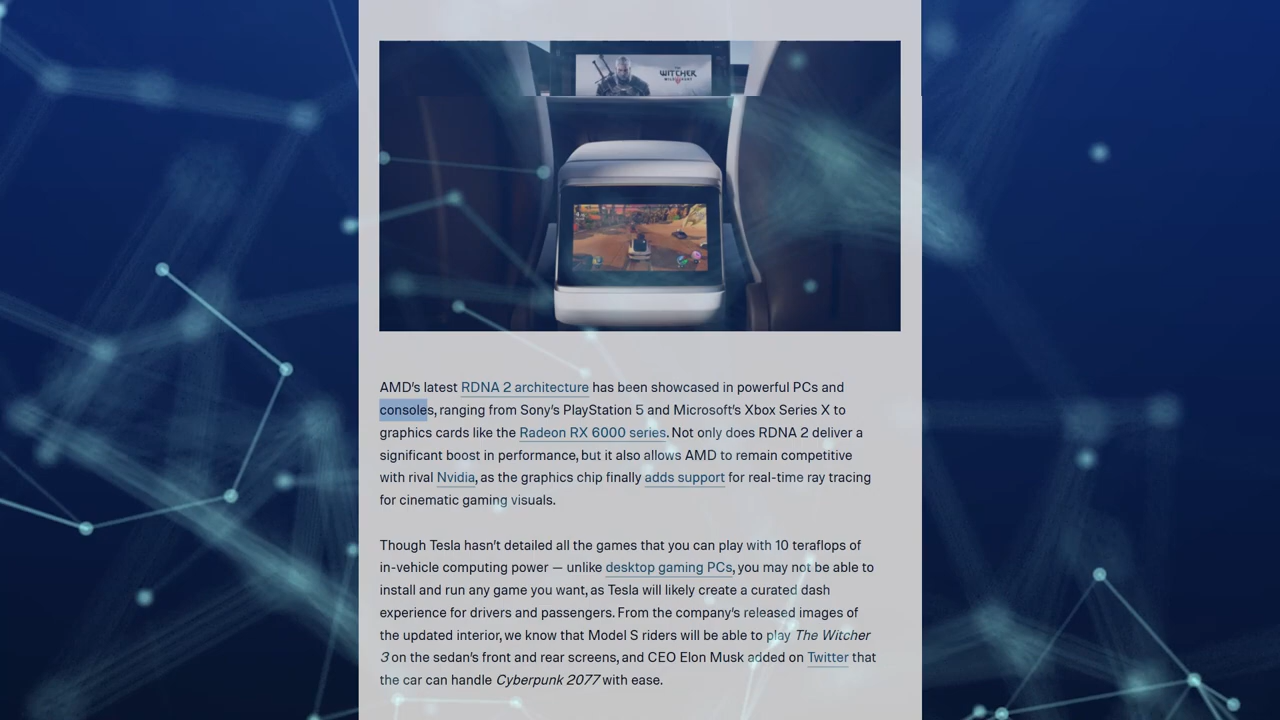 THE
WITCHER
WILD HUNT
AMD's latest RDNA 2 architecture has been showcased in powerful PCs and
consoles, ranging from Sony's PlayStation 5 and Microsoft's Xbox Series X to
graphics cards like the Radeon RX 6000 series. Not only does RDNA 2 deliver a
significant boost in performance, but it also allows AMD to remain competitive
with rival Nvidia, as the graphics chip finally adds support for real-time ray tracing
for cinematic gaming visuals.
Though Tesla hasn't detailed all the games that you can play with 10 teraflops of
in-vehicle computing power — unlike desktop gaming PCs, you may not be able to
install and run any game you want, as Tesla will likely create a curated dash
experience for drivers and passengers. From the company's released images of
the updated interior, we know that Model S riders will be able to play The Witcher
3 on the sedan's front and rear screens, and CEO Elon Musk added on Twitter that
the car can handle Cyberpunk 2077 with ease.